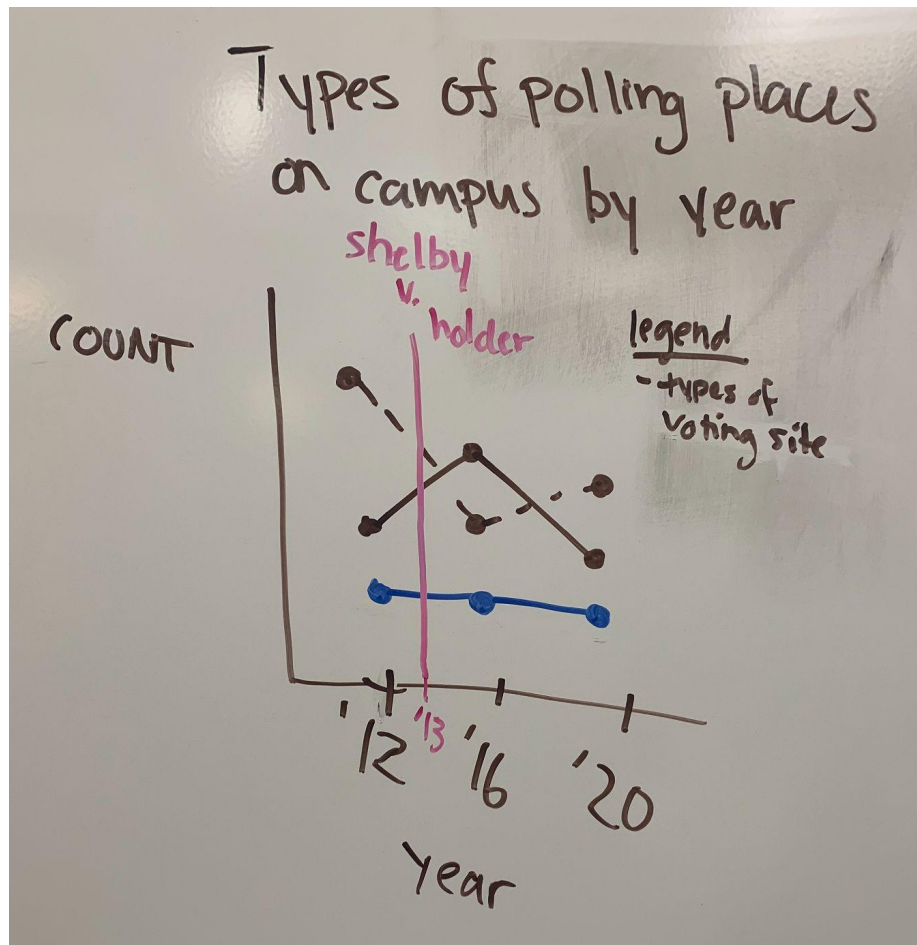 Types of polling places
on campus by year
shelby
v.
holder
COUNT
legend
- types of
voting site
'12
'13
'16
'20
Year